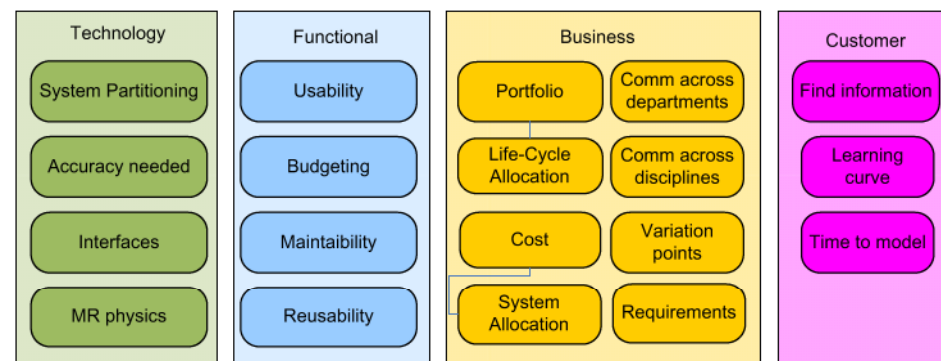 Technology
System Partitioning
Accuracy needed
Interfaces
MR physics
Functional
Usability
Budgeting
Maintaibility
Reusability
Business
Portfolio
Life-Cycle
Allocation
Cost
System
Allocation
Comm across
departments
Comm across
disciplines
Variation
points
Requirements
Customer
Find information
Learning
curve
Time to model